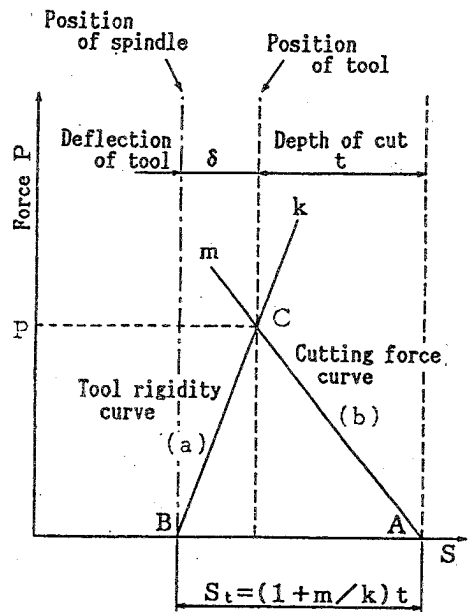 Position
of spindle
Position
of tool
Deflection
of tool
δ
Depth of cut
t
Force P
k
m
C
P
Cutting force
curve
Tool rigidity
curve
(a)
(b)
B
A
S
St=(1+m/k)t